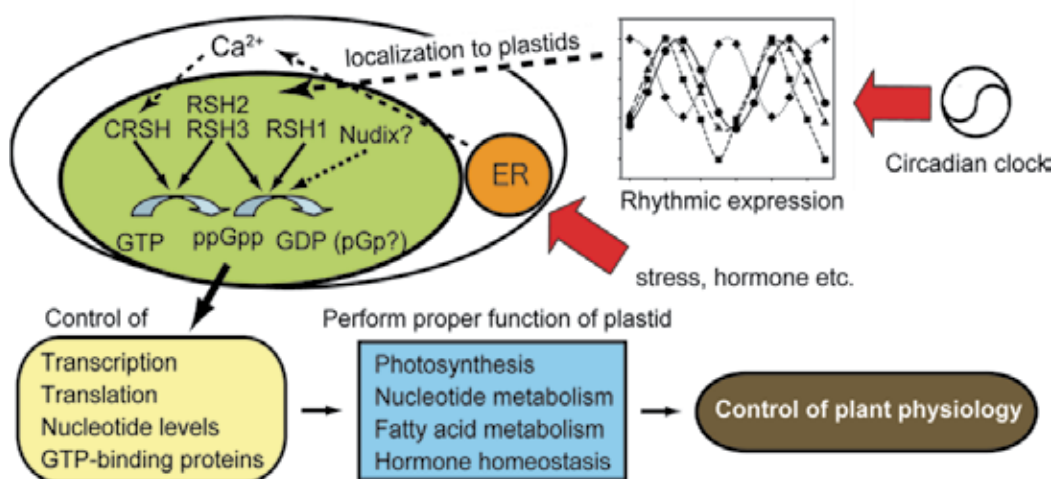 Ca²⁺
localization to plastids
RSH2
CRSH RSH3 RSH1 Nudix?
ER
GTP ppGpp GDP (pGp?)
Rhythmic expression
Circadian clock:
stress, hormone etc.
Control of
Transcription
Translation
Nucleotide levels
GTP-binding proteins
Perform proper function of plastid
Photosynthesis
Nucleotide metabolism
Fatty acid metabolism
Hormone homeostasis
Control of plant physiology